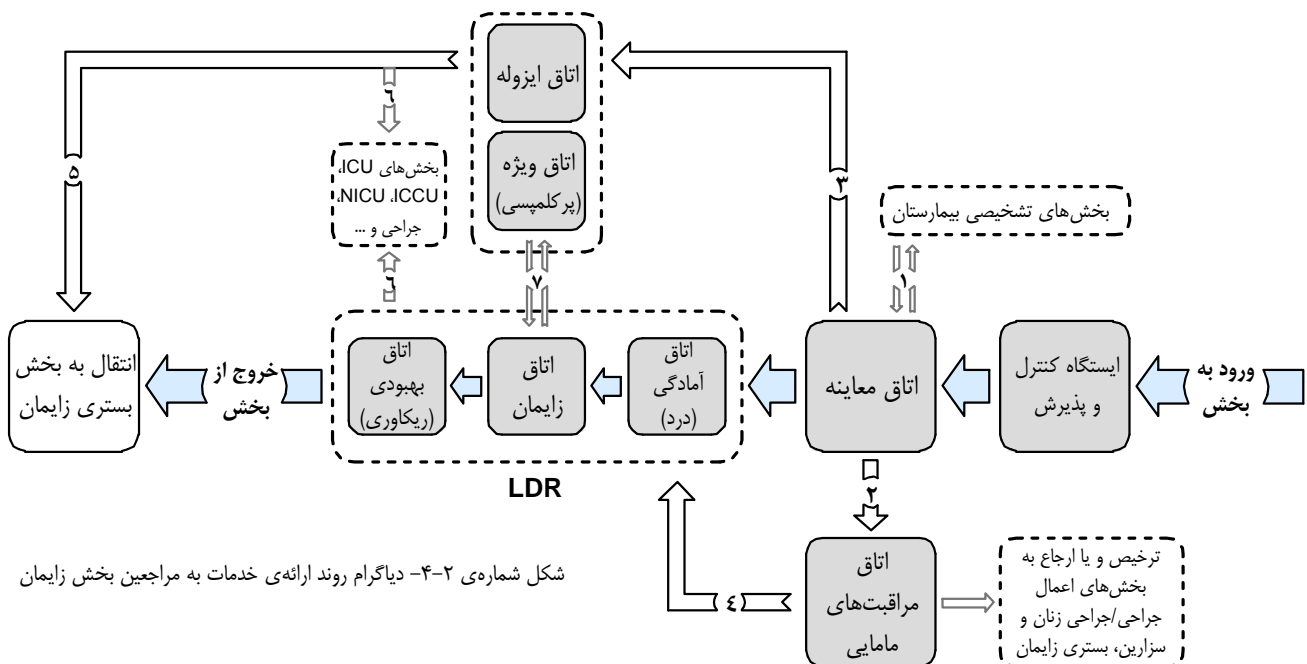 اتاق ایزوله
اتاق ویژه
(پرکلمپسی)
۳
۵
۶
بخش‌های ICU،
NICU ،ICCU،
جراحی و ...
۶
۷
بخش‌های تشخیصی بیمارستان
۱
ورود به
بخش
ایستگاه کنترل
و پذیرش
اتاق معاینه
اتاق
آمادگی
(درد)
اتاق
زایمان
اتاق
بهبودی
(ریکاوری)
LDR
خروج از
بخش
انتقال به بخش
بستری زایمان
۲
اتاق
مراقبت‌های
مامایی
٤
ترخیص و یا ارجاع به
بخش‌های اعمال
جراحی/جراحی زنان و
سزارین، بستری زایمان
شکل شماره‌ی ۲-۴- دیاگرام روند ارائه‌ی خدمات به مراجعین بخش زایمان